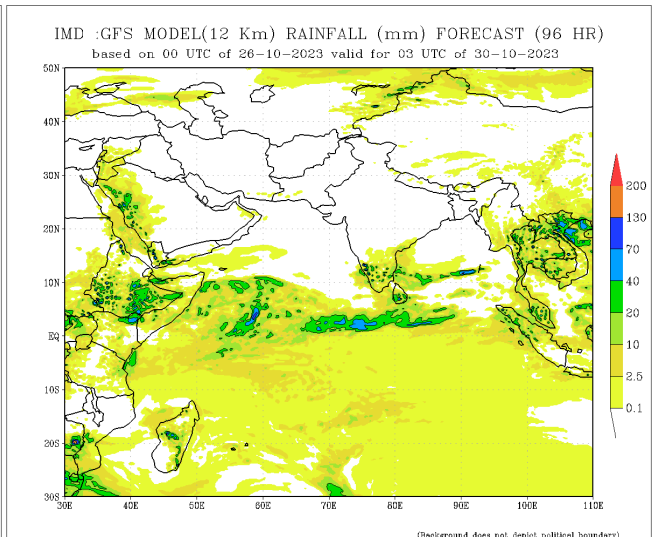 IMD :GFS MODEL(12 Km) RAINFALL (mm) FORECAST (96 HR)
based on 00 UTC of 26-10-2023 valid for 03 UTC of 30-10-2023
50N
40N
30N
20N
10N
EQ
10S
20S
30S
30E 40E 50E 60E 70E 80E 90E 100E 110E
200
130
70
40
20
10
2.5
0.1
(Background does not depict political boundary)